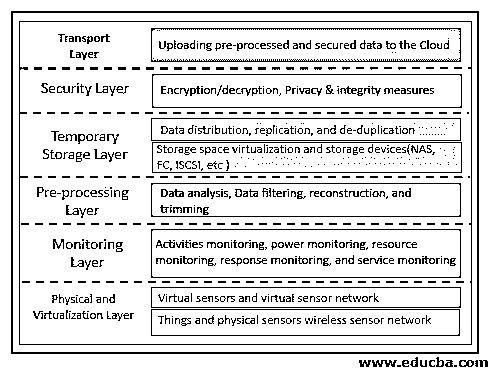 Transport
Layer
Uploading pre-processed and secured data to the Cloud
Security Layer
Encryption/decryption, Privacy & integrity measures
Temporary
Storage Layer
Data distribution, replication, and de-duplication
Storage space virtualization and storage devices(NAS,
FC, ISCSI, etc )
Pre-processing
Layer
Data analysis, Data filtering, reconstruction, and
trimming
Monitoring
Layer
Activities monitoring, power monitoring, resource
monitoring, response monitoring, and service monitoring
Physical and
Virtualization Layer
Virtual sensors and virtual sensor network
Things and physical sensors wireless sensor network
www.educba.com